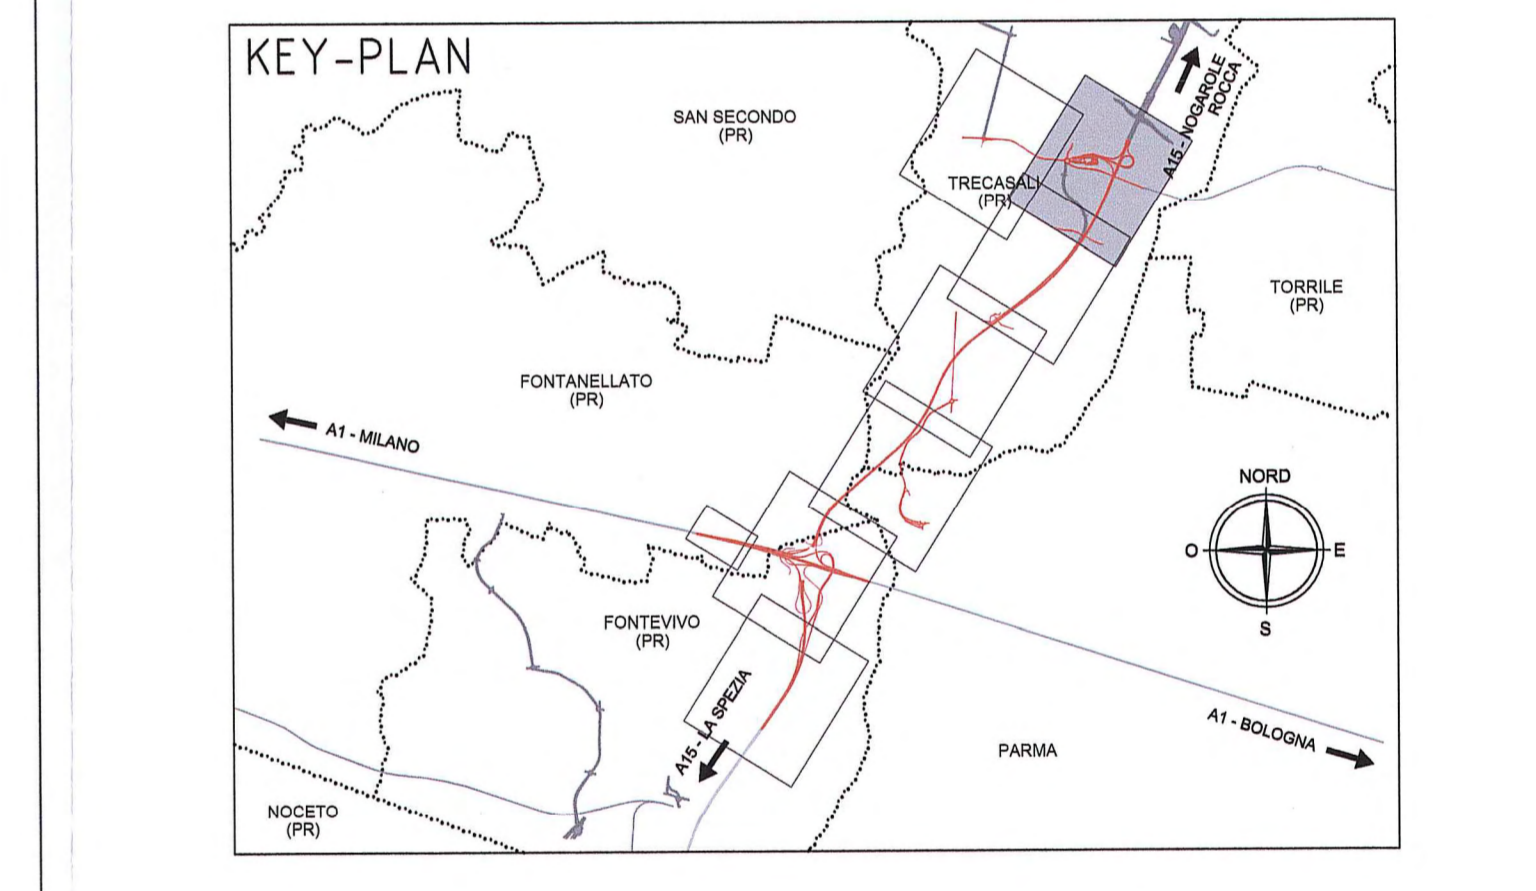 KEY-PLAN
SAN SECONDO
(PR)
A15 - NOGAROLE
ROCCA
TRECASALI
(PR)
TORRILE
(PR)
FONTANELLATO
(PR)
A1 - MILANO
NORD
O
E
S
FONTEVIVO
(PR)
A15 - LA SPEZIA
A1 - BOLOGNA
PARMA
NOCETO
(PR)